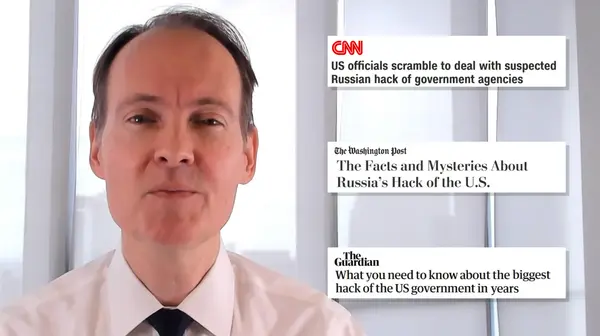 CNN
US officials scramble to deal with suspected
Russian hack of government agencies
The Washington Post
The Facts and Mysteries About
Russia's Hack of the U.S.
The
Guardian
What you need to know about the biggest
hack of the US government in years